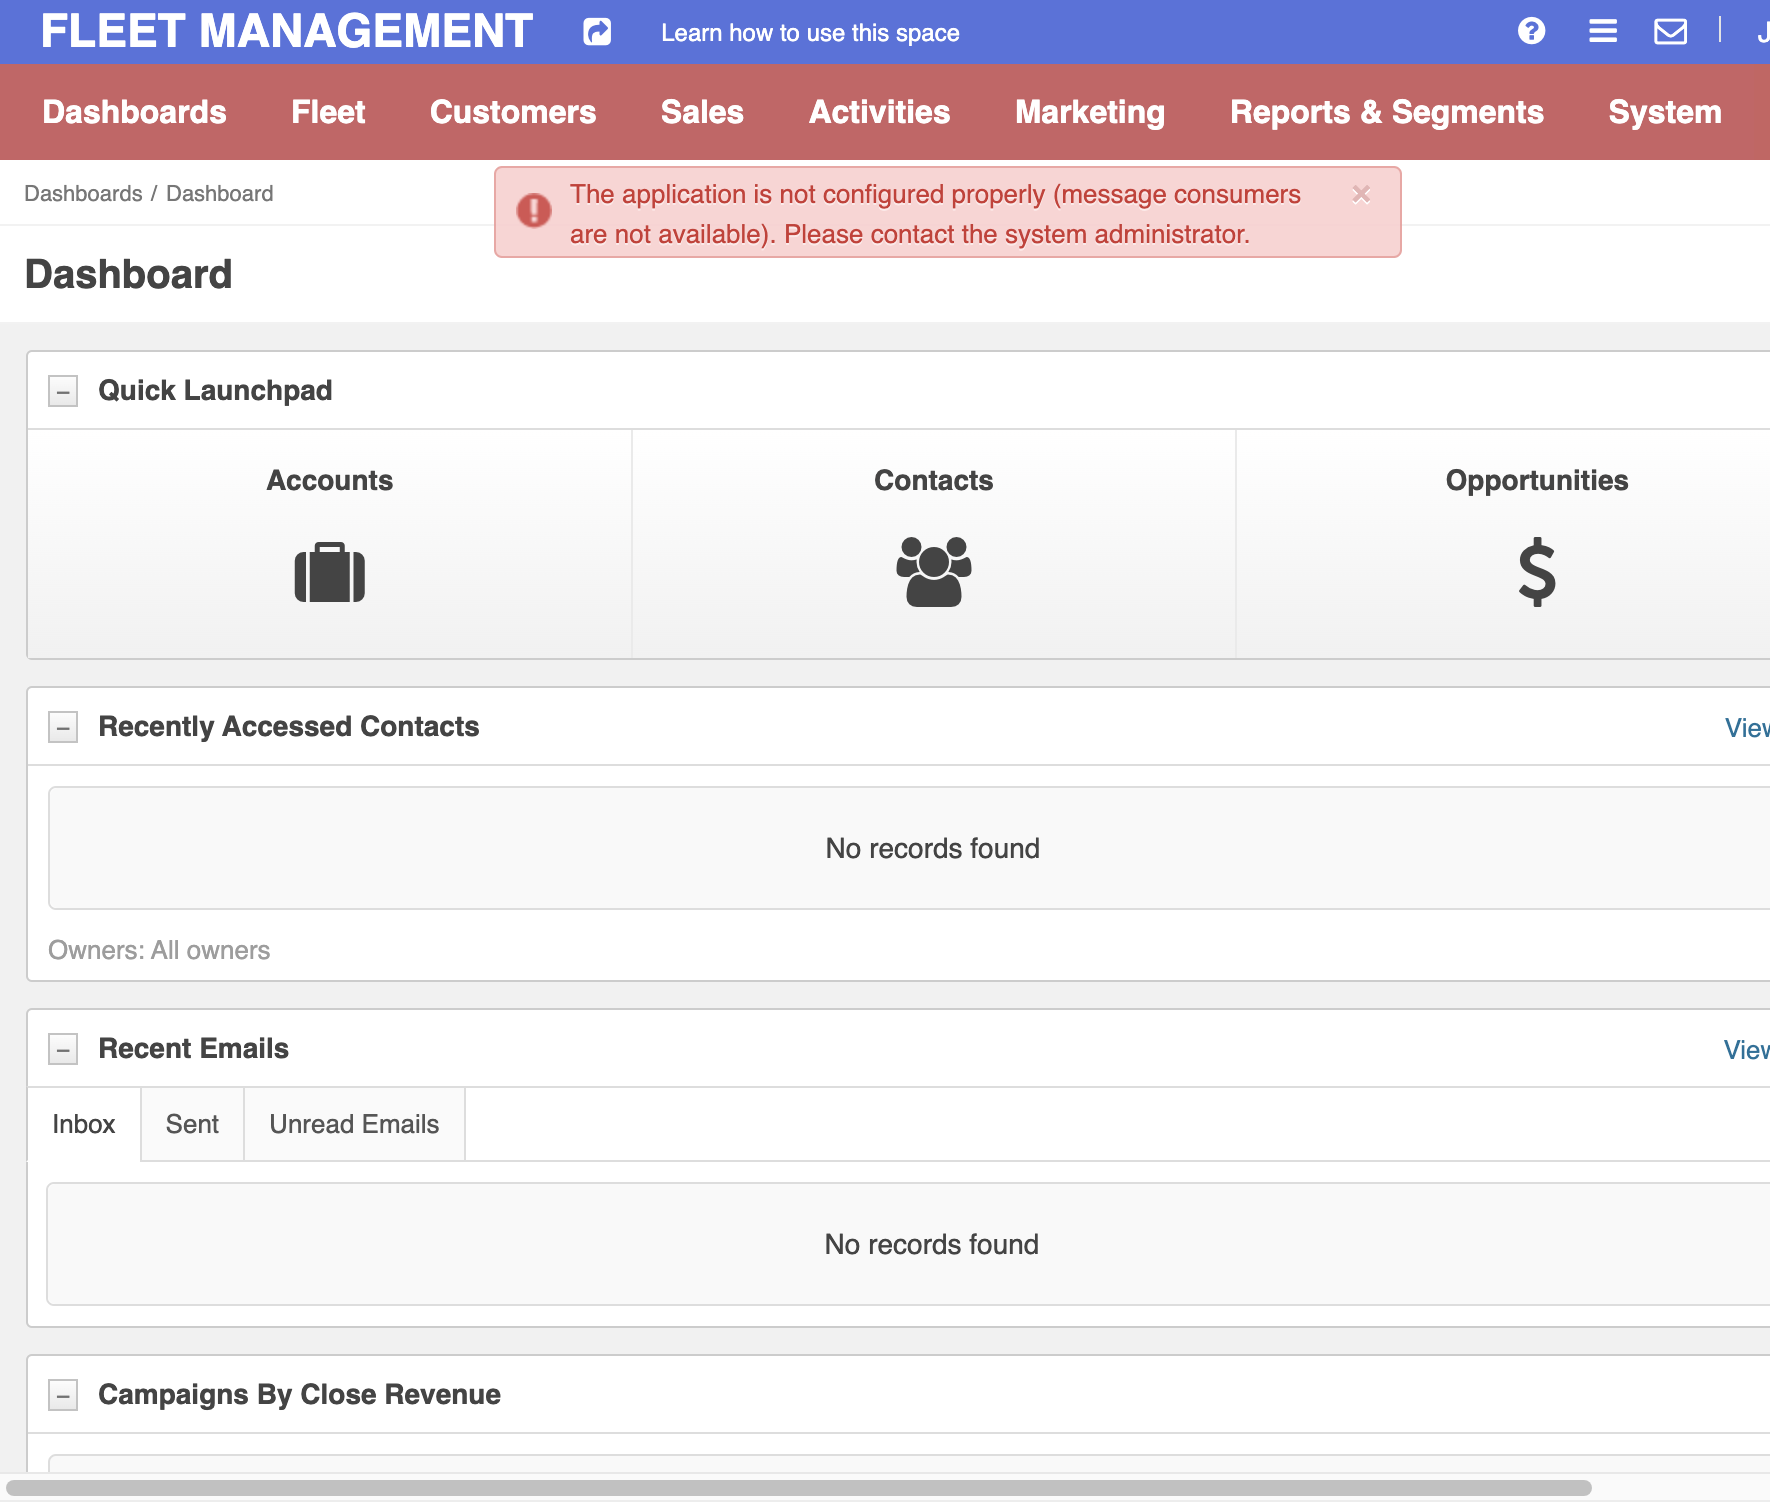 FLEET MANAGEMENT
Learn how to use this space
Dashboards
Fleet
Customers
Sales
Activities
Marketing
Reports & Segments
System
Dashboards / Dashboard
The application is not configured properly (message consumers
are not available). Please contact the system administrator.
Dashboard
Quick Launchpad
Accounts
Contacts
Opportunities
Recently Accessed Contacts
No records found
Owners: All owners
Recent Emails
Inbox
Sent
Unread Emails
No records found
Campaigns By Close Revenue